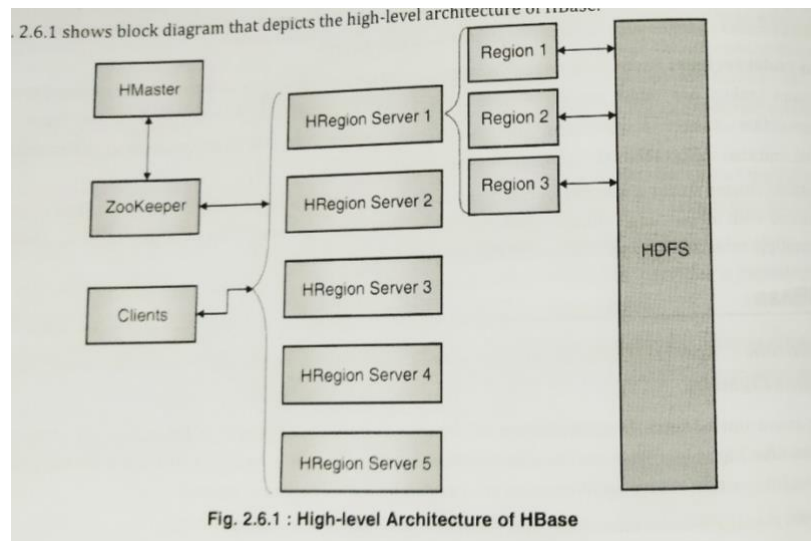 . 2.6.1 shows block diagram that depicts the high-level architecture of HBase.
Region 1
HMaster
HRegion Server 1
Region 2
Region 3
ZooKeeper
HRegion Server 2
HDFS
Clients
HRegion Server 3
HRegion Server 4
HRegion Server 5
Fig. 2.6.1 : High-level Architecture of HBase